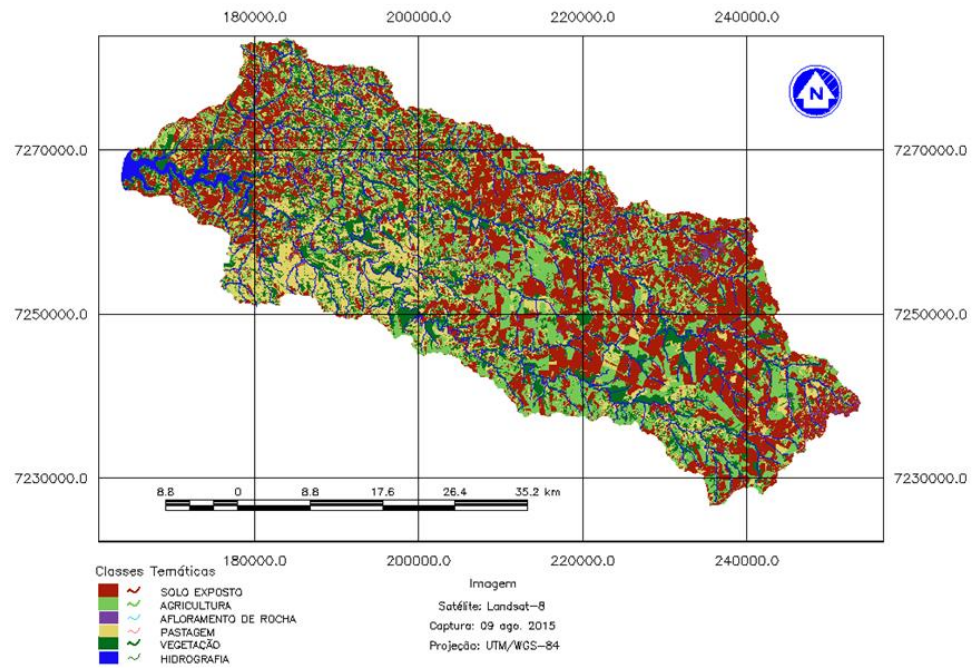 180000.0 200000.0 220000.0 240000.0
N
7270000.0 7270000.0
7250000.0 7250000.0
7230000.0 7230000.0
8.8 0 8.8 17.6 26.4 35.2 km
180000.0 200000.0 220000.0 240000.0
Classes Temáticas
SOLO EXPOSTO
AGRICULTURA
AFLORAMENTO DE ROCHA
PASTAGEM
VEGETAÇÃO
HIDROGRAFIA
Imagem
Satélite: Landsat-8
Captura: 09 ago. 2015
Projeção: UTM/WGS-84